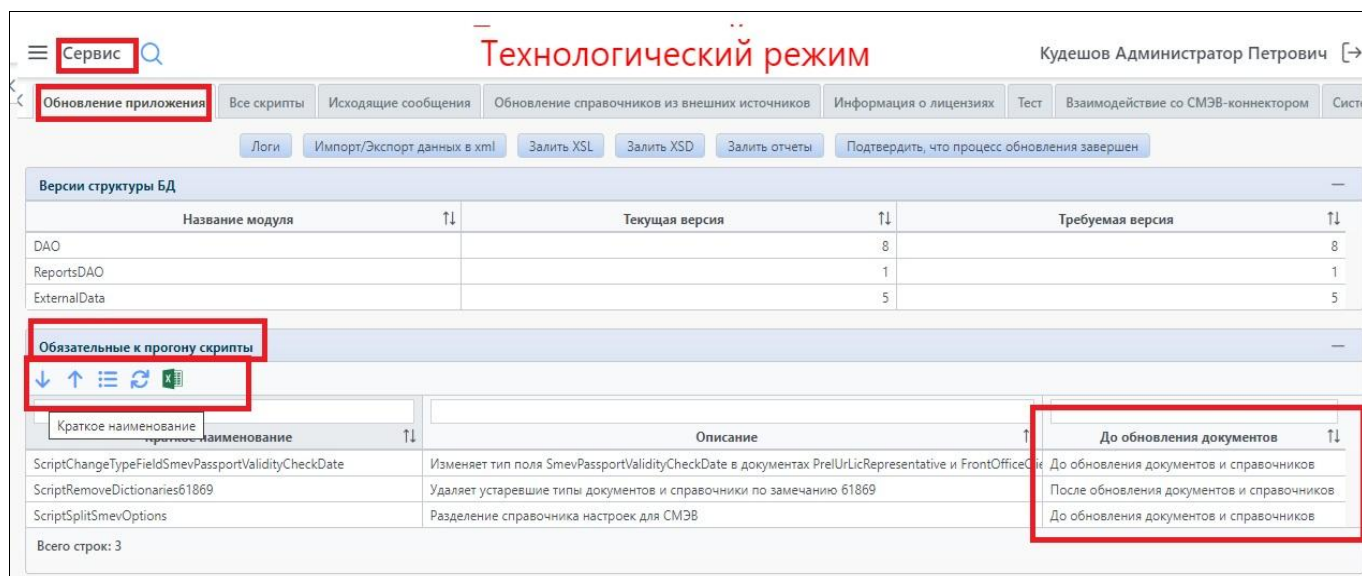 Сервис
Технологический режим
Кудешов Администратор Петрович
Обновление приложения Все скрипты Исходящие сообщения Обновление справочников из внешних источников Информация о лицензиях Тест Взаимодействие со СМЭВ-коннектором
Логи Импорт/Экспорт данных в xml Залить XSL Залить XSD Залить отчеты Подтвердить, что процесс обновления завершен
Версии структуры БД
Название модуля Текущая версия Требуемая версия
DAO 8 8
ReportsDAO 1 1
ExternalData 5 5
Обязательные к прогону скрипты
Краткое наименование
наименование Описание До обновления документов
ScriptChangeTypeFieldSmevPassportValidityCheckDate Изменяет тип поля SmevPassportValidityCheckDate в документах PrelUrLicRepresentative и До обновления документов и справочников
ScriptRemoveDictionaries61869 Удаляет устаревшие типы документов и справочники по замечанию 61869 После обновления документов и справочников
ScriptSplitSmevOptions Разделение справочника настроек для СМЭВ До обновления документов и справочников
Всего строк: 3